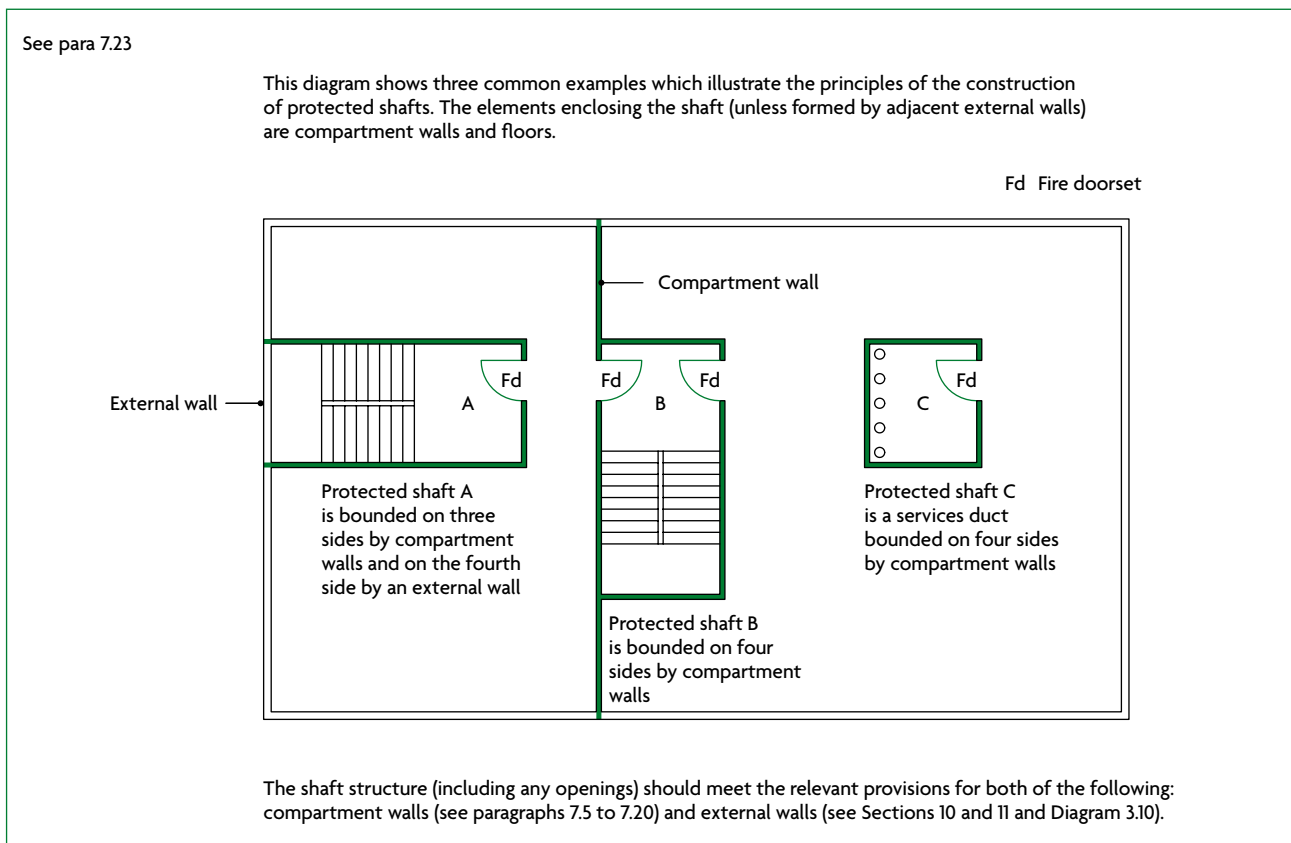 See para 7.23
This diagram shows three common examples which illustrate the principles of the construction
of protected shafts. The elements enclosing the shaft (unless formed by adjacent external walls)
are compartment walls and floors.
Fd Fire doorset
Compartment wall
External wall
Fd
A
Fd
B
Fd
C
Fd
Protected shaft A
is bounded on three
sides by compartment
walls and on the fourth
side by an external wall
Protected shaft B
is bounded on four
sides by compartment
walls
Protected shaft C
is a services duct
bounded on four sides
by compartment walls
The shaft structure (including any openings) should meet the relevant provisions for both of the following:
compartment walls (see paragraphs 7.5 to 7.20) and external walls (see Sections 10 and 11 and Diagram 3.10).